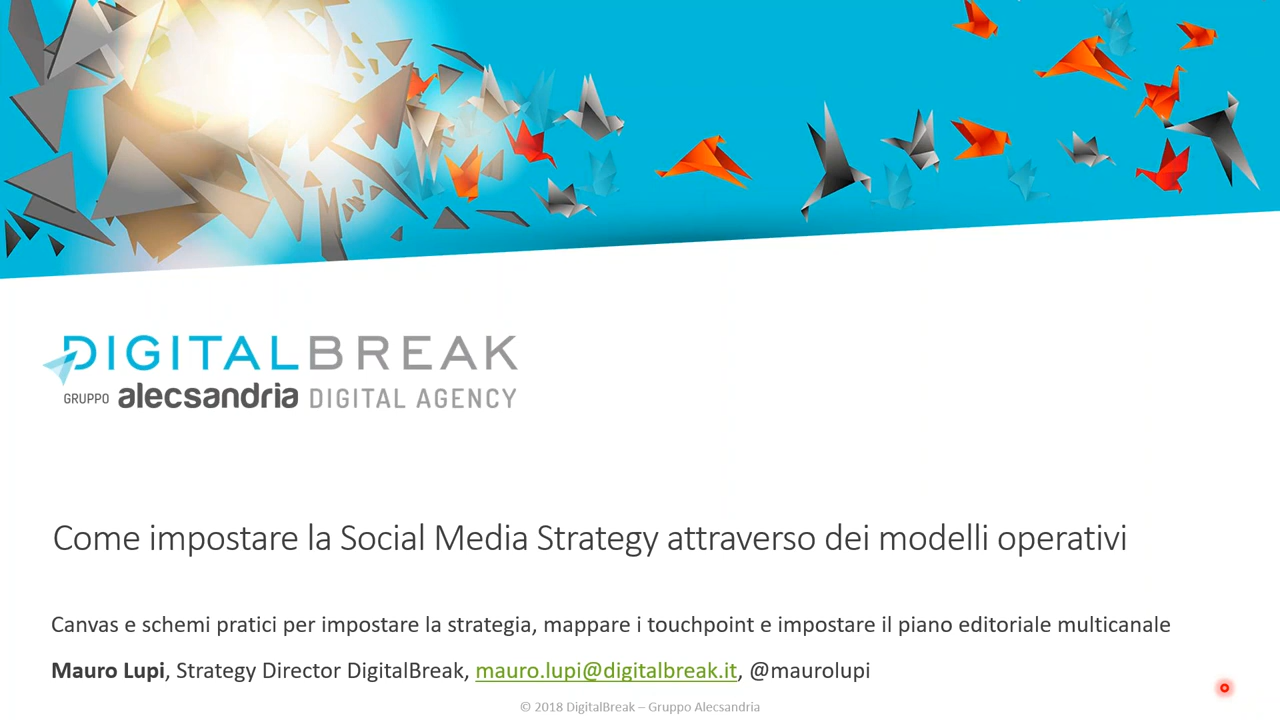 DIGITALBREAK
GRUPPO alecsandria DIGITAL AGENCY
Come impostare la Social Media Strategy attraverso dei modelli operativi
Canvas e schemi pratici per impostare la strategia, mappare i touchpoint e impostare il piano editoriale multicanale
Mauro Lupi, Strategy Director DigitalBreak, mauro.lupi@digitalbreak.it, @maurolupi
© 2018 DigitalBreak – Gruppo Alecsandria